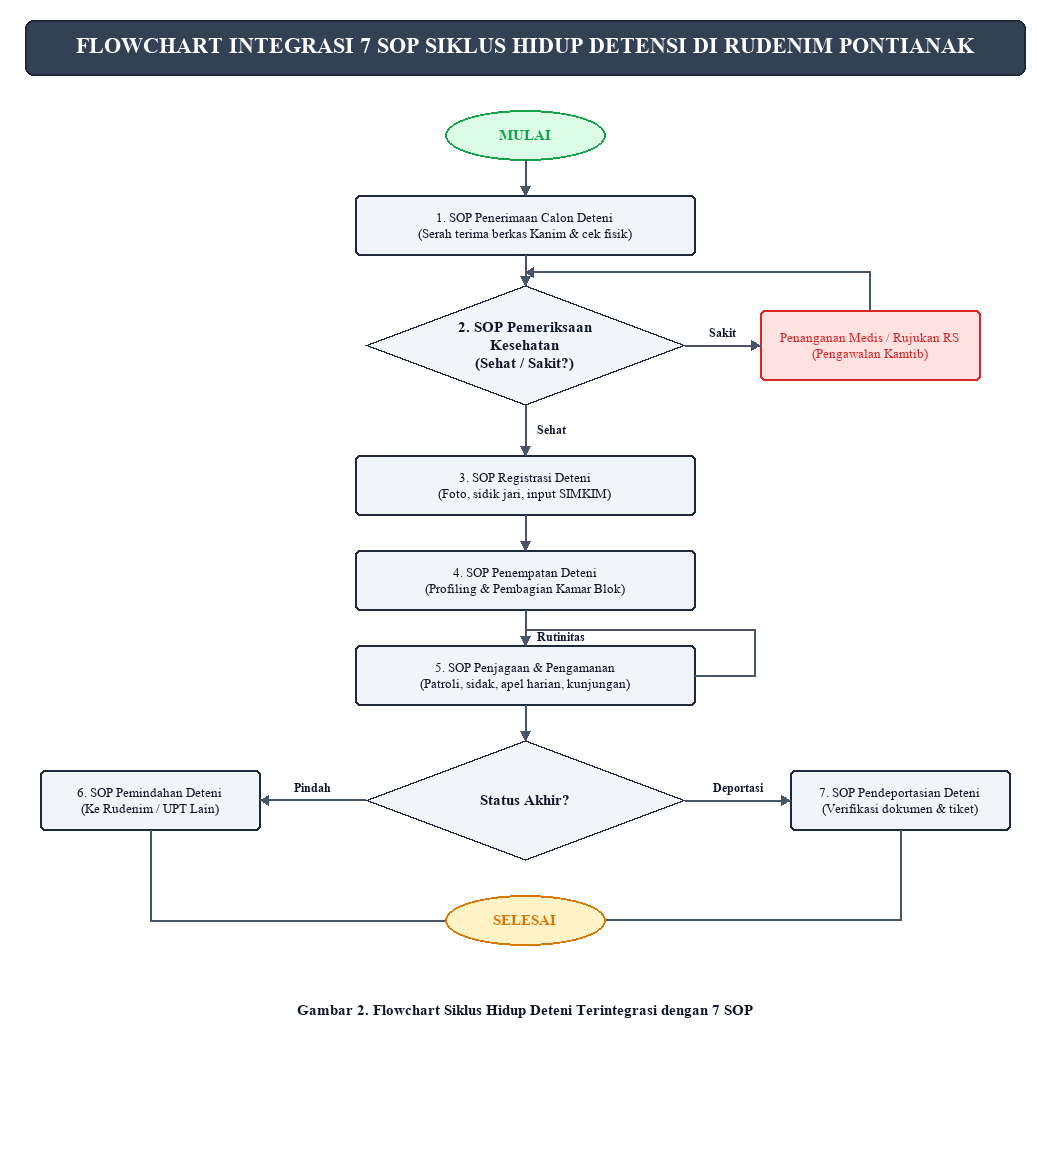 FLOWCHART INTEGRASI 7 SOP SIKLUS HIDUP DETENSI DI RUDENIM PONTIANAK
MULAI
1. SOP Penerimaan Calon Deteni
(Serah terima berkas Kanim & cek fisik)
2. SOP Pemeriksaan
Kesehatan
(Sehat / Sakit?)
Sakit
Penanganan Medis / Rujukan RS
(Pengawalan Kamtib)
Sehat
3. SOP Registrasi Deteni
(Foto, sidik jari, input SIMKIM)
4. SOP Penempatan Deteni
(Profiling & Pembagian Kamar Blok)
Rutinitas
5. SOP Penjagaan & Pengamanan
(Patroli, sidak, apel harian, kunjungan)
Status Akhir?
Pindah
6. SOP Pemindahan Deteni
(Ke Rudenim / UPT Lain)
Deportasi
7. SOP Pendeportasian Deteni
(Verifikasi dokumen & tiket)
SELESAI
Gambar 2. Flowchart Siklus Hidup Deteni Terintegrasi dengan 7 SOP